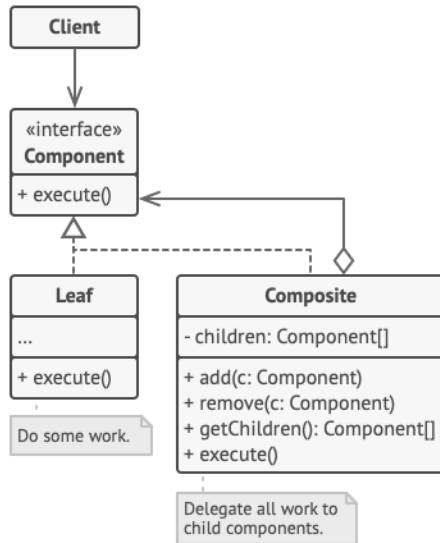 Client
«interface»
Component
+ execute()
Leaf
...
+ execute()
Do some work.
Composite
- children: Component[]
+ add(c: Component)
+ remove(c: Component)
+ getChildren(): Component[]
+ execute()
Delegate all work to
child components.